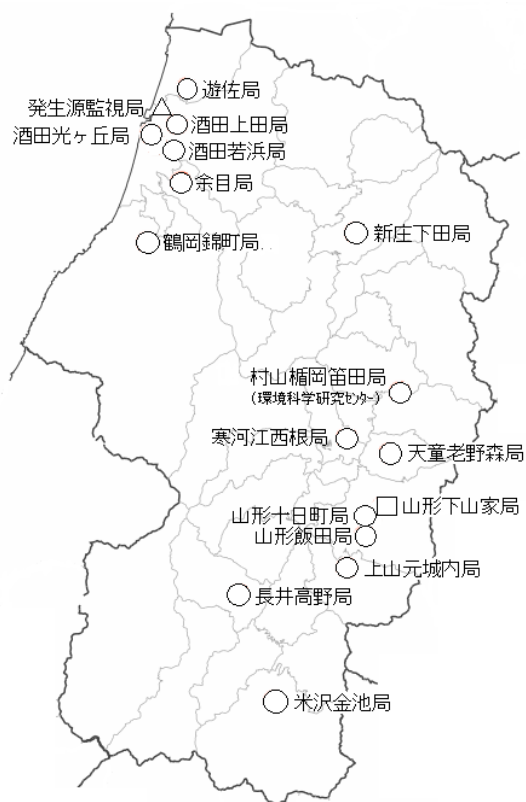 遊佐局
発生源監視局
酒田上田局
酒田光ヶ丘局
酒田若浜局
余目局
鶴岡錦町局
新庄下田局
村山楯岡笛田局
(環境科学研究ｾﾝﾀｰ)
寒河江西根局
天童老野森局
山形下山家局
山形十日町局
山形飯田局
上山元城内局
長井高野局
米沢金池局